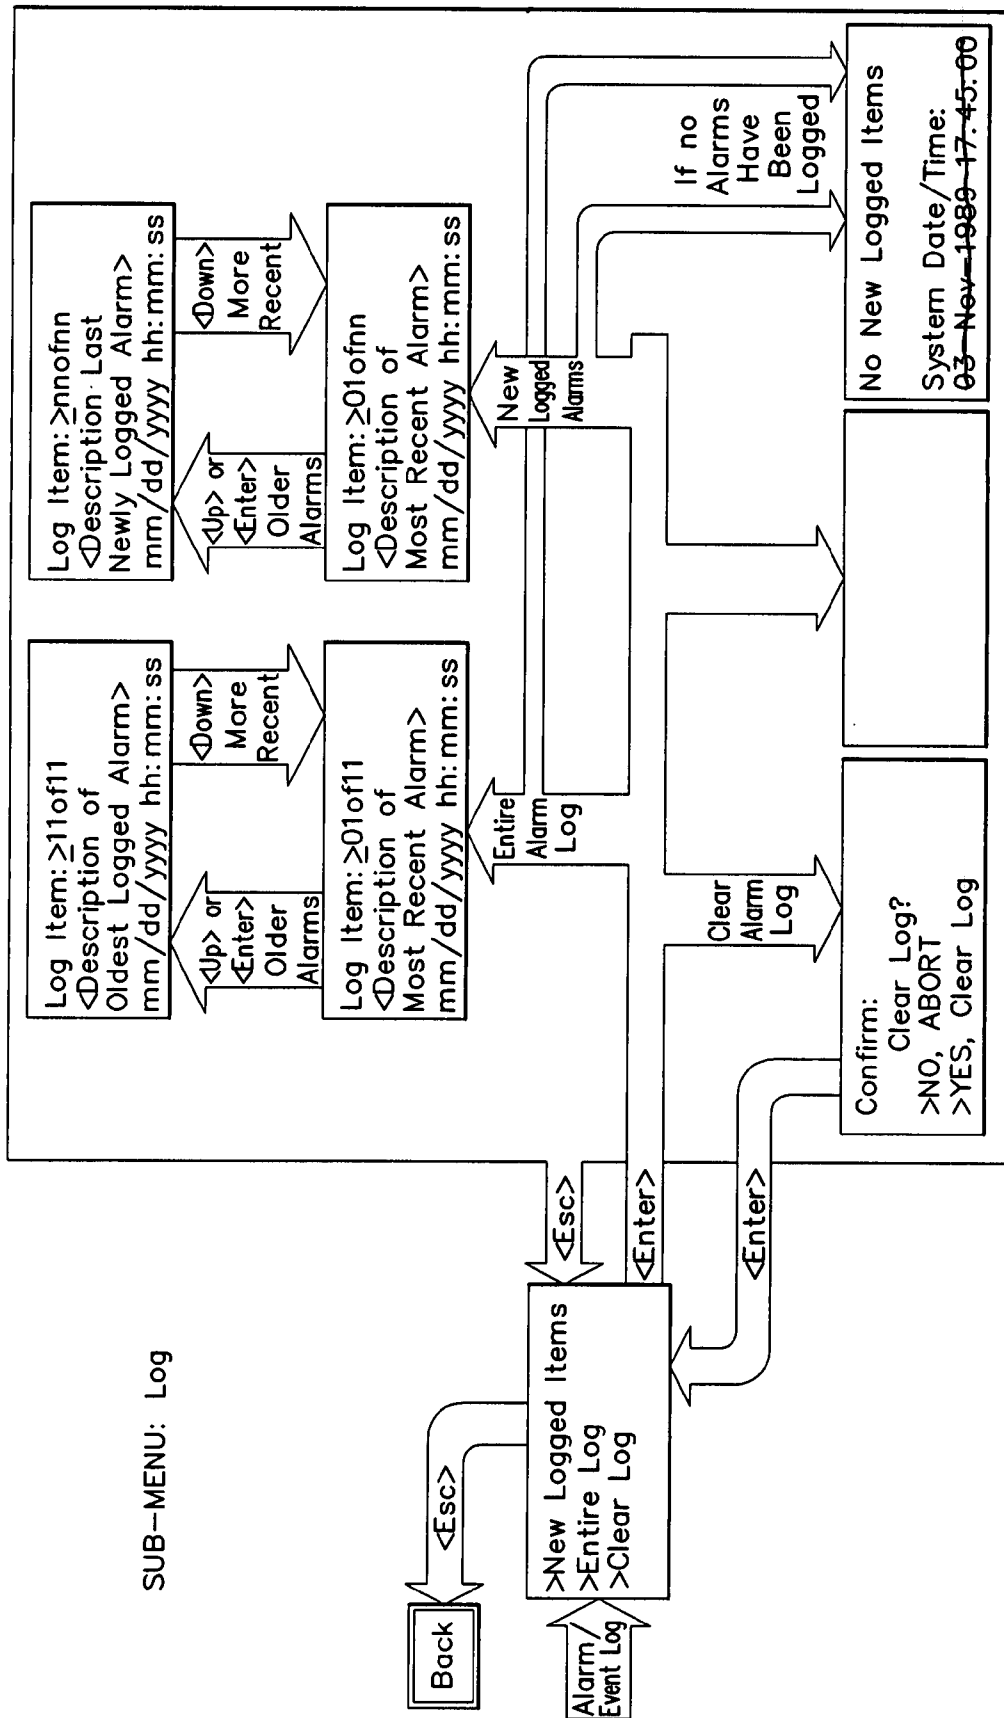 SUB-MENU: Log
Back
<Esc>
Alarm/
Event Log
>New Logged Items
>Entire Log
>Clear Log
<Esc>
<Enter>
<Enter>
Log Item:>11of11
<Description of
Oldest Logged Alarm>
mm/dd/yyyy hh:mm:ss
<Up> or
<Enter>
Older
Alarms
<Down>
More
Recent
Log Item:>01of11
<Description of
Most Recent Alarm>
mm/dd/yyyy hh:mm:ss
Entire
Alarm
Log
Log Item:>nnofnn
<Description Last
Newly Logged Alarm>
mm/dd/yyyy hh:mm:ss
<Up> or
<Enter>
Older
Alarms
<Down>
More
Recent
Log Item:>01ofnn
<Description of
Most Recent Alarm>
mm/dd/yyyy hh:mm:ss
New
Logged
Alarms
If no
Alarms
Have
Been
Logged
Clear
Alarm
Log
Confirm:
Clear Log?
>NO, ABORT
>YES, Clear Log
No New Logged Items
System Date/Time:
03-Nov-1989-17:45:00